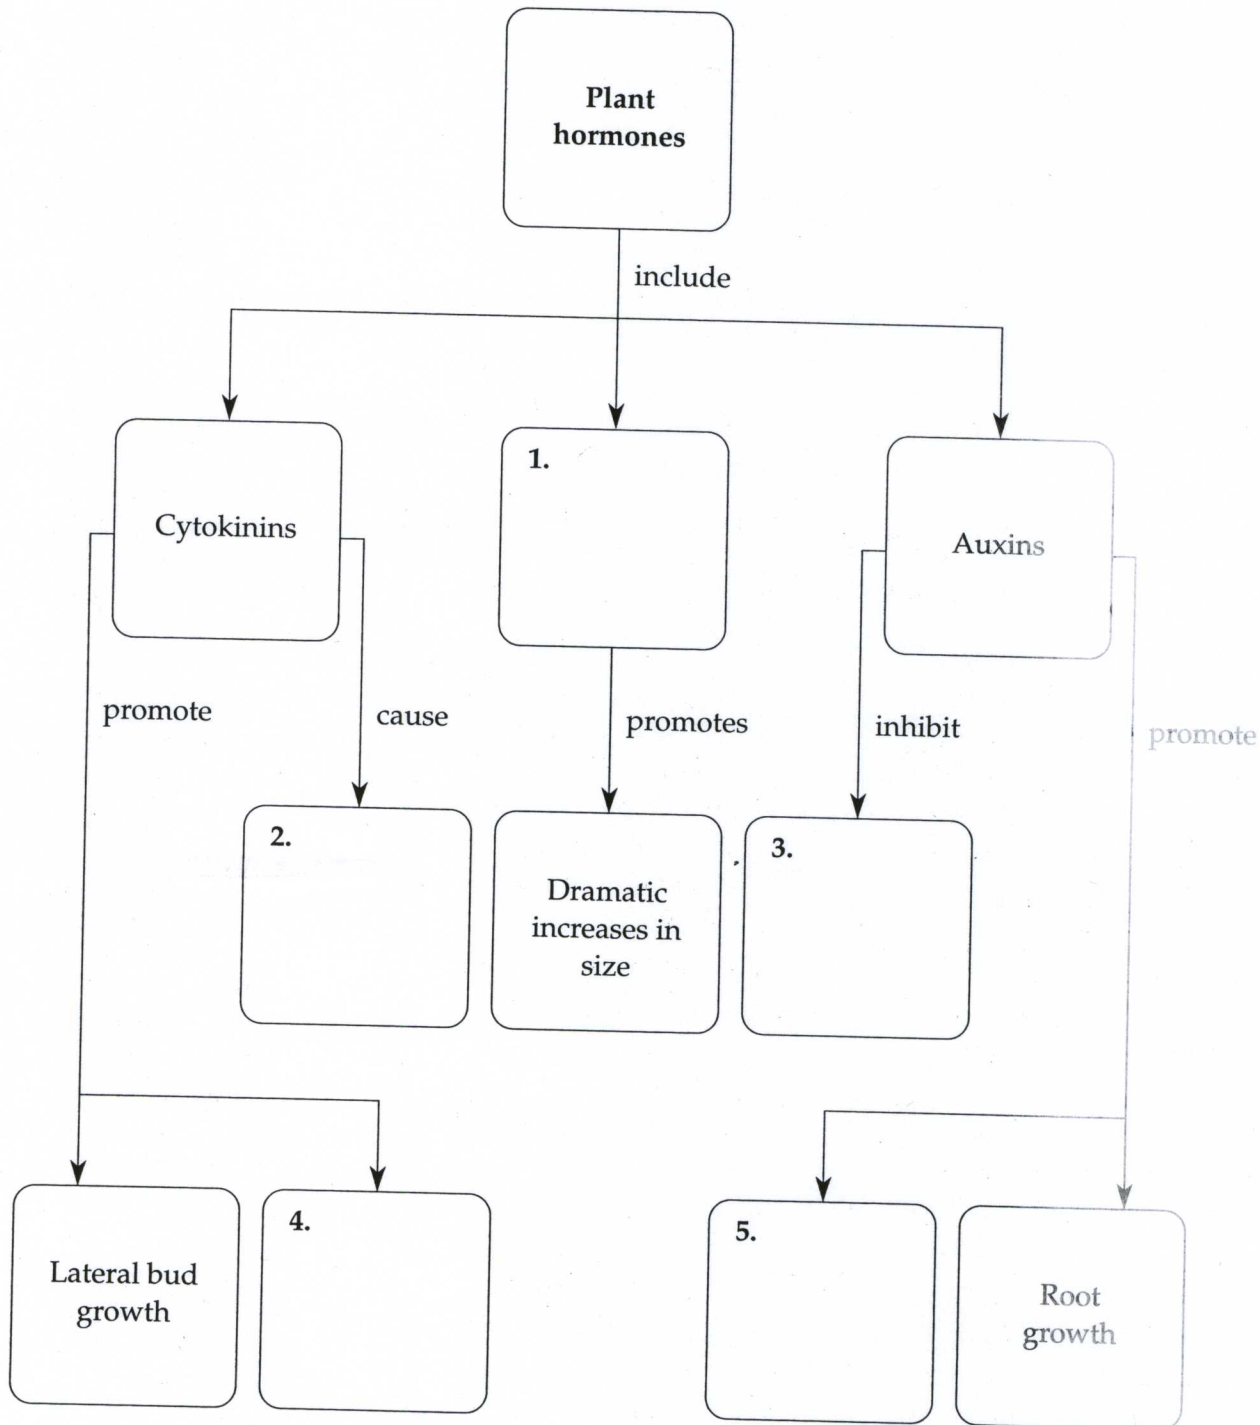 Plant
hormones
include
Cytokinins
1.
Auxins
promote
cause
promotes
inhibit
promote
2.
Dramatic
increases in
size
3.
Lateral bud
growth
4.
5.
Root
growth